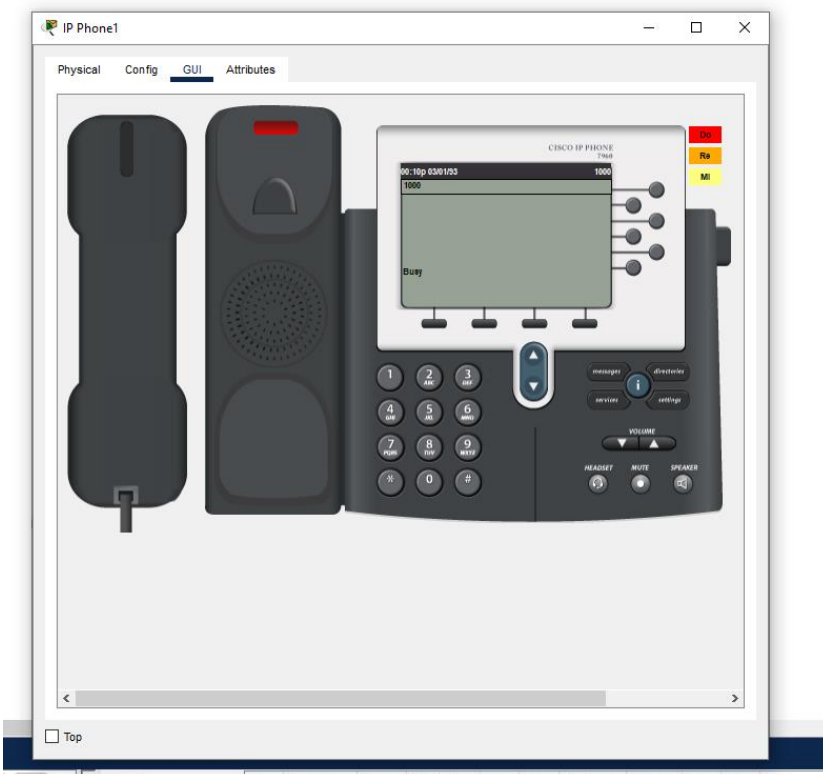 IP Phone1
Physical Config GUI Attributes
CISCO IP PHONE
7960
Do
Re
MI
00:10p 03/01/93 1000
1000
Busy
1
2 ABC
3 DEF
messages
directories
i
4 GHI
5 JKL
6 MNO
services
settings
7 PQRS
8 TUV
9 WXYZ
VOLUME
* 0 #
HEADSET MUTE SPEAKER
Top